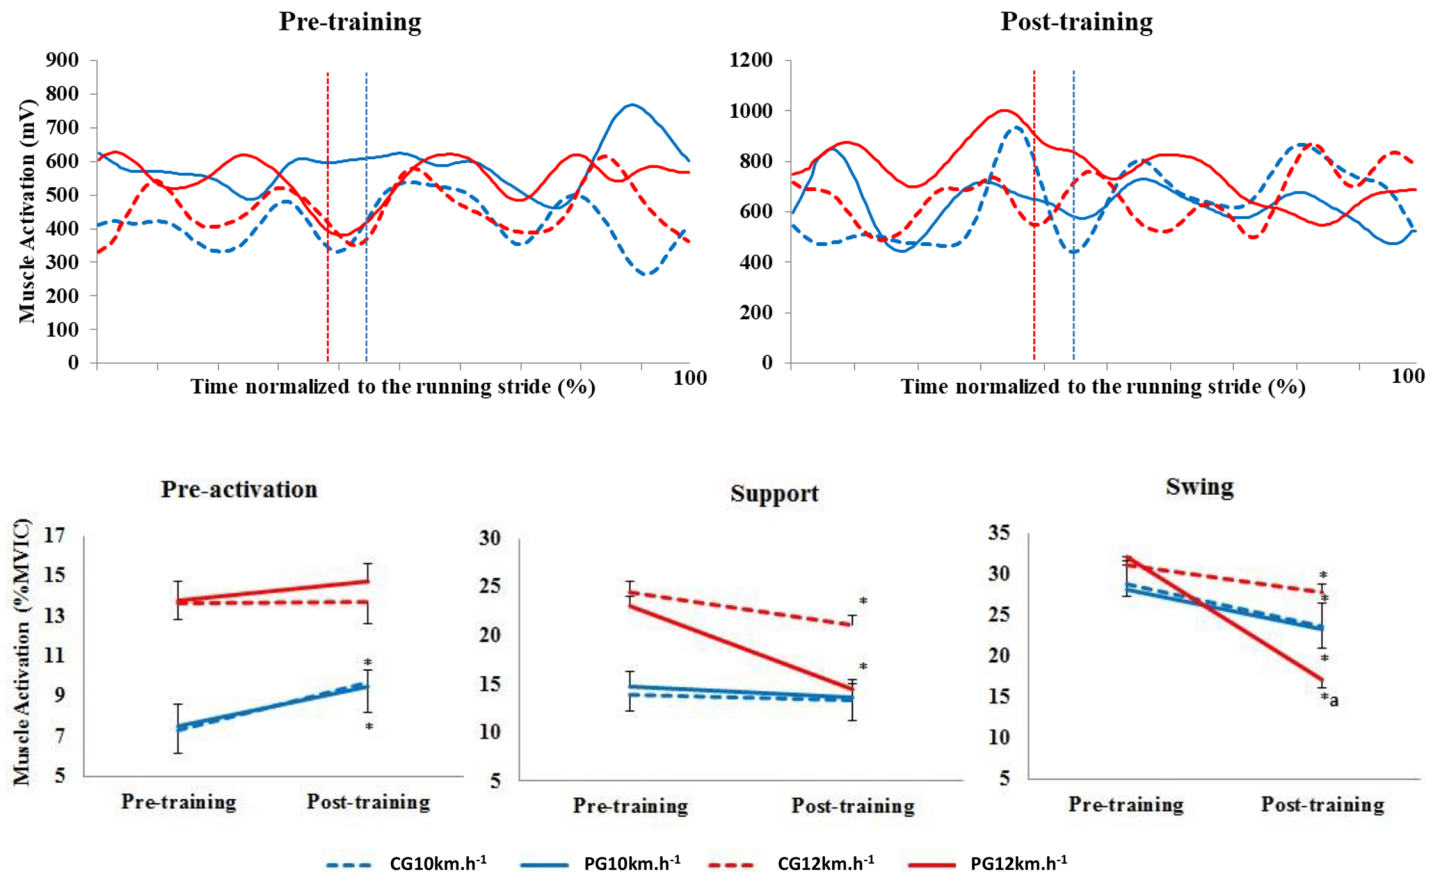 Pre-training
Post-training
Muscle Activation (mV)
900
800
700
600
500
400
300
200
100
0
100
Time normalized to the running stride (%)
1200
1000
800
600
400
200
0
100
Time normalized to the running stride (%)
Pre-activation
Support
Swing
Muscle Activation (%MVIC)
17
15
13
11
9
7
5
*
*
Pre-training
Post-training
30
25
20
15
10
5
*
*
Pre-training
Post-training
35
30
25
20
15
10
5
*
*
*
*a
Pre-training
Post-training
CG10km.h-1
PG10km.h-1
CG12km.h-1
PG12km.h-1